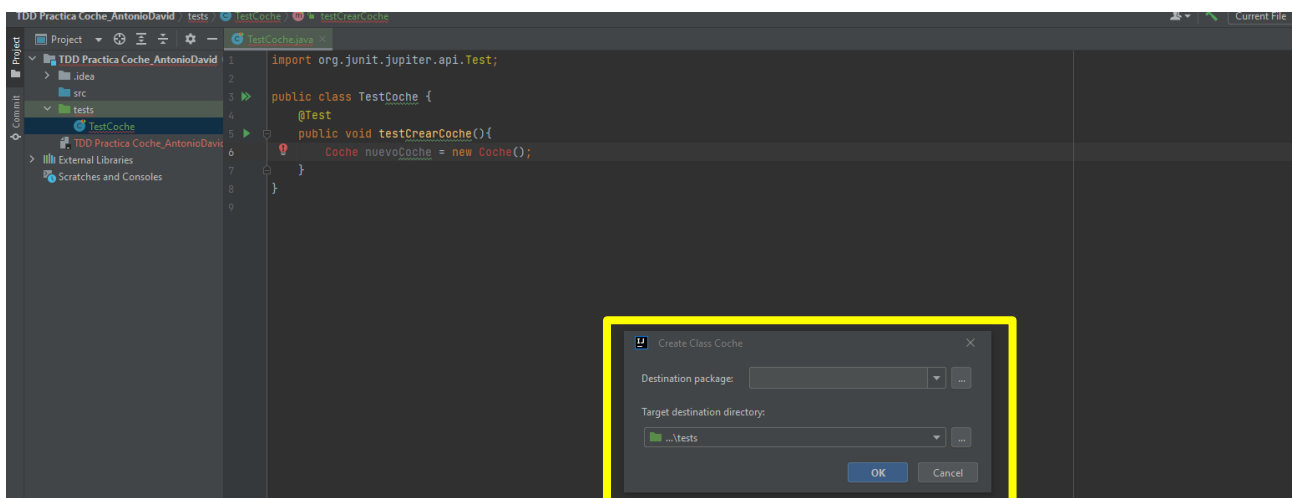 TDD Practica Coche_AntonioDavid tests TestCoche testCrearCoche
Current File
Project
Commit
Project
TestCoche.java
TDD Practica Coche_AntonioDavid
.idea
src
tests
TestCoche
TDD Practica Coche_AntonioDavid
External Libraries
Scratches and Consoles
1 import org.junit.jupiter.api.Test;
2
3 public class TestCoche {
4 @Test
5 public void testCrearCoche(){
6 Coche nuevoCoche = new Coche();
7 }
8 }
9
Create Class Coche
Destination package:
...
Target destination directory:
...\tests
...
OK Cancel